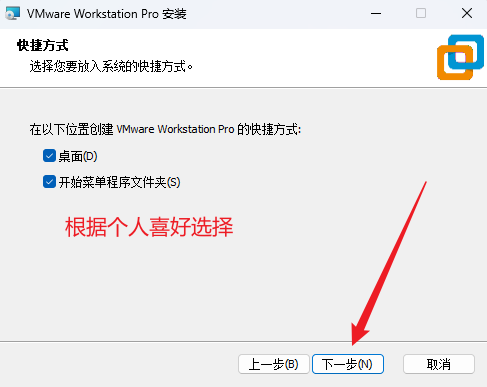 VMware Workstation Pro 安装
快捷方式
选择您要放入系统的快捷方式。
在以下位置创建 VMware Workstation Pro 的快捷方式:
桌面(D)
开始菜单程序文件夹(S)
根据个人喜好选择
上一步(B) 下一步(N) 取消